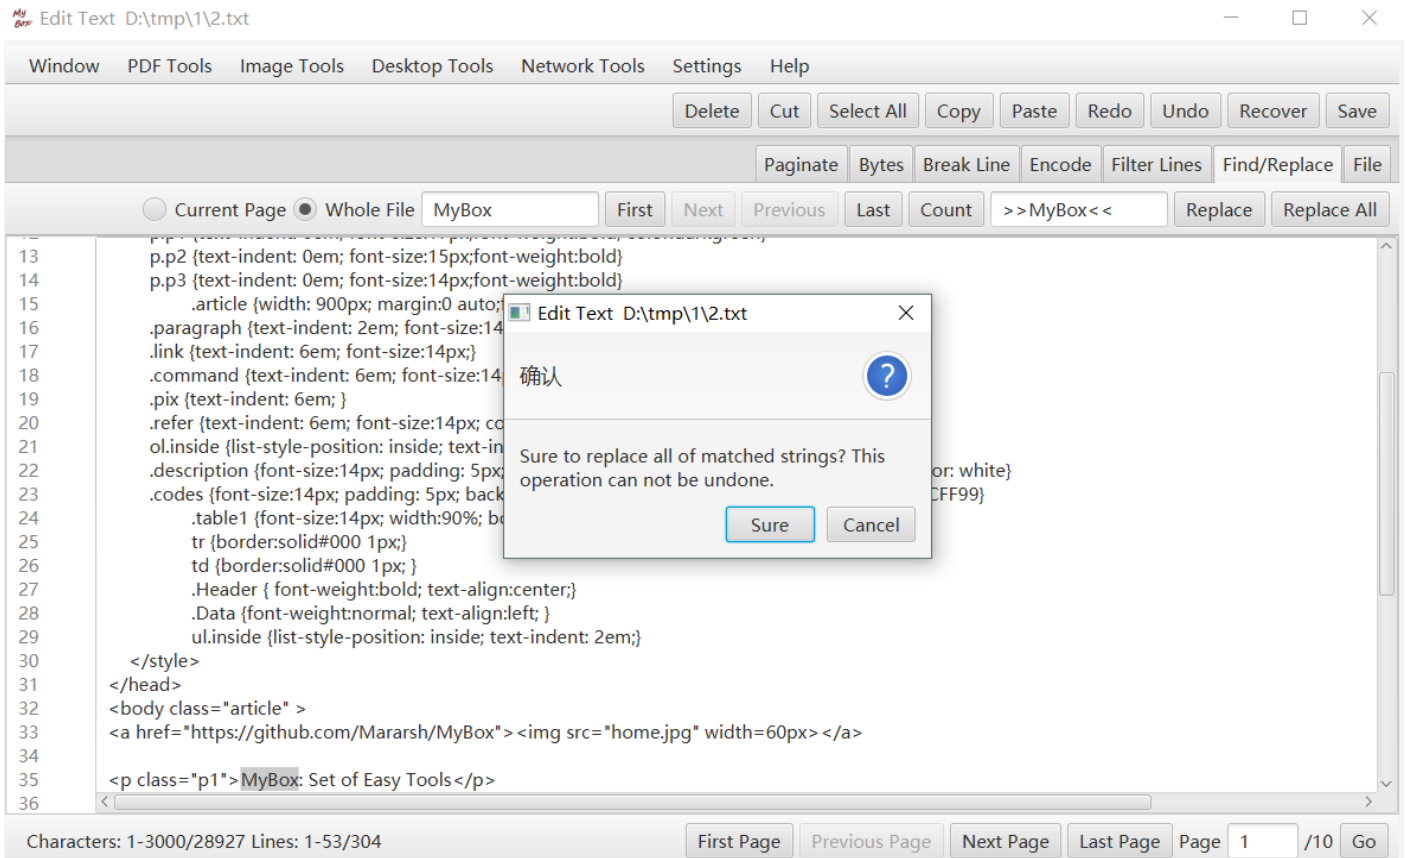 My Box Edit Text D:\tmp\1\2.txt
Window PDF Tools Image Tools Desktop Tools Network Tools Settings Help
Delete Cut Select All Copy Paste Redo Undo Recover Save
Paginate Bytes Break Line Encode Filter Lines Find/Replace File
Current Page Whole File MyBox First Next Previous Last Count >>MyBox<< Replace Replace All
13 p.p2 {text-indent: 0em; font-size:15px;font-weight:bold}
14 p.p3 {text-indent: 0em; font-size:14px;font-weight:bold}
15 .article {width: 900px; margin:0 auto;
16 .paragraph {text-indent: 2em; font-size:14
17 .link {text-indent: 6em; font-size:14px;}
18 .command {text-indent: 6em; font-size:14
19 .pix {text-indent: 6em; }
20 .refer {text-indent: 6em; font-size:14px; co
21 ol.inside {list-style-position: inside; text-in
22 .description {font-size:14px; padding: 5px; or: white}
23 .codes {font-size:14px; padding: 5px; back CFF99}
24 .table1 {font-size:14px; width:90%; bo
25 tr {border:solid#000 1px;}
26 td {border:solid#000 1px; }
27 .Header { font-weight:bold; text-align:center;}
28 .Data {font-weight:normal; text-align:left; }
29 ul.inside {list-style-position: inside; text-indent: 2em;}
30 </style>
31 </head>
32 <body class="article" >
33 <a href="https://github.com/Mararsh/MyBox"><img src="home.jpg" width=60px></a>
34
35 <p class="p1">MyBox: Set of Easy Tools</p>
36
Edit Text D:\tmp\1\2.txt
确认
?
Sure to replace all of matched strings? This
operation can not be undone.
Sure Cancel
Characters: 1-3000/28927 Lines: 1-53/304 First Page Previous Page Next Page Last Page Page 1 /10 Go